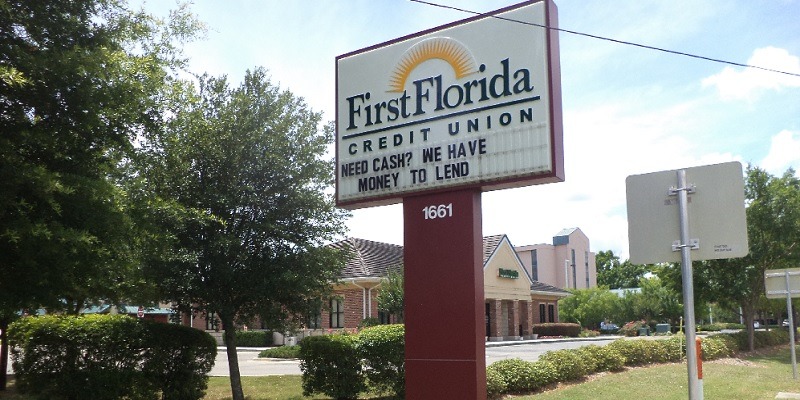 FirstFlorida
CREDIT UNION
NEED CASH? WE HAVE
MONEY TO LEND
1661